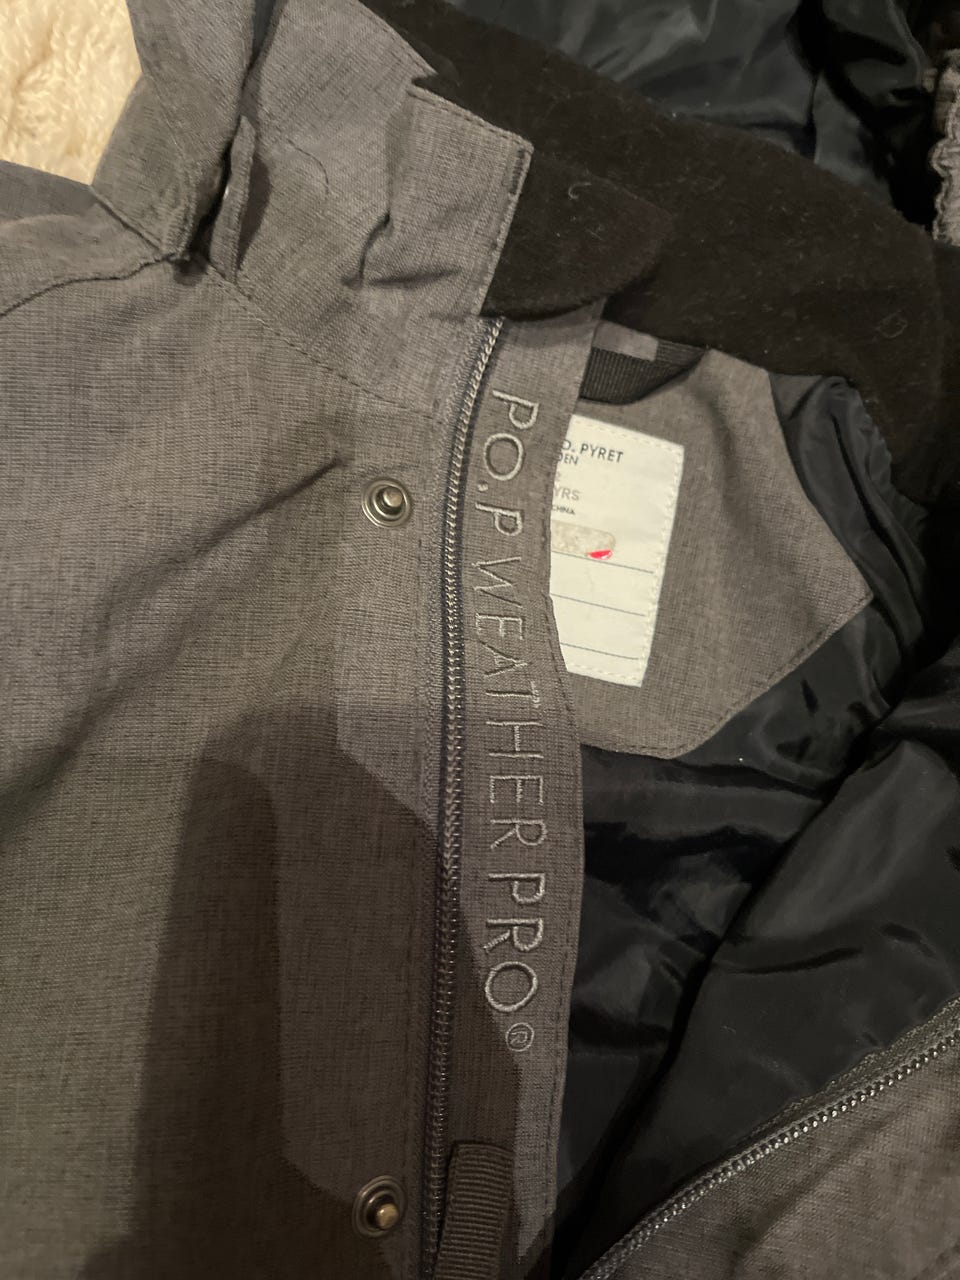 PO.P WEATHER PRO®
O. P. PYRET
YRS
CHINA